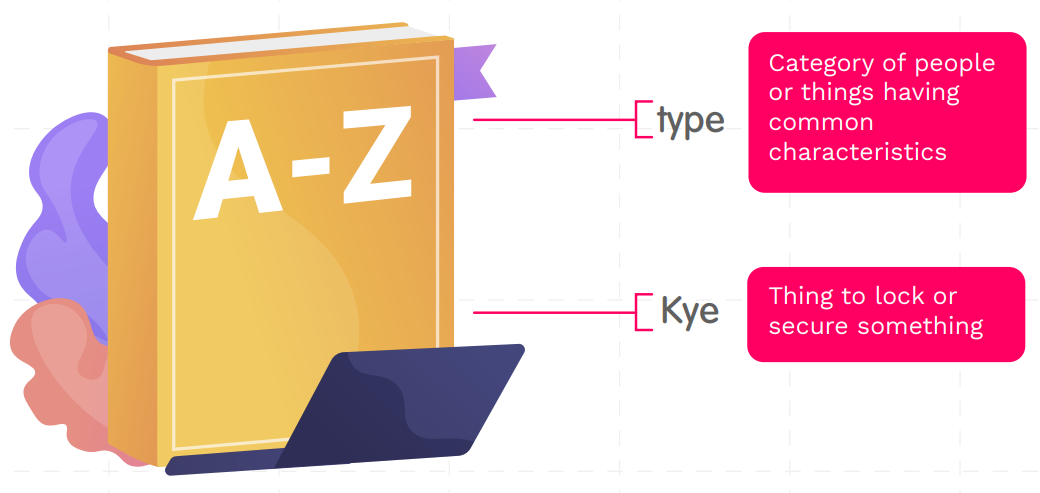 A-Z
type
Category of people
or things having
common
characteristics
Kye
Thing to lock or
secure something